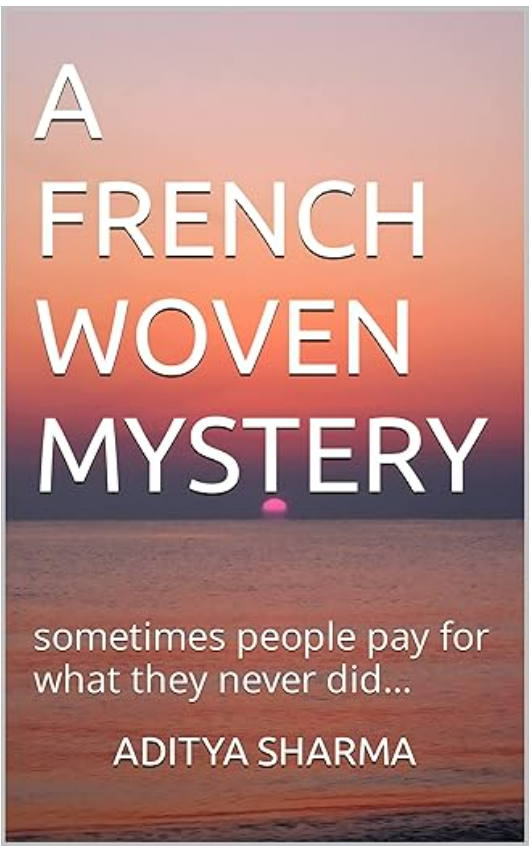 A
FRENCH
WOVEN
MYSTERY
sometimes people pay for
what they never did...
ADITYA SHARMA